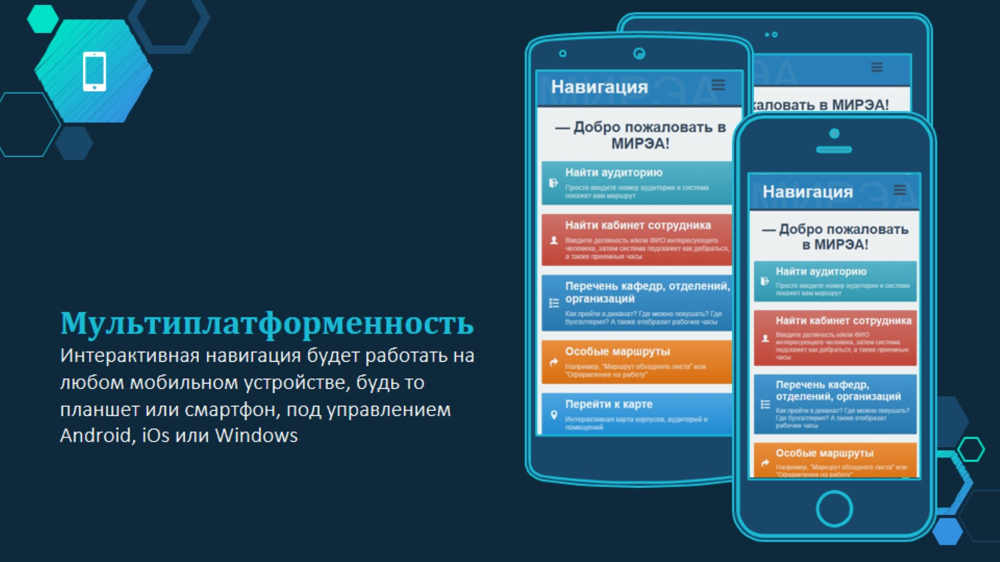 Мультиплатформенность
Интерактивная навигация будет работать на
любом мобильном устройстве, будь то
планшет или смартфон, под управлением
Android, iOs или Windows
МИРЭА
Навигация
— Добро пожаловать в
МИРЭА!
Найти аудиторию
Просто введите номер аудитории и система
покажет вам маршрут
Найти кабинет сотрудника
Введите должность и/или ФИО интересующего
человека, затем система подскажет как добраться,
а также приемные часы
Перечень кафедр, отделений,
организаций
Как пройти в деканат? Где можно покушать? Где
бухгалтерия? А также отобразит рабочие часы
Особые маршруты
Например, "Маршрут обходного листа" или
"Оформление на работу"
Перейти к карте
Интерактивная карта корпусов, аудиторий и
помещений
ЭА
жаловать в МИРЭА!
МИРЭА
Навигация
— Добро пожаловать
в МИРЭА!
Найти аудиторию
Просто введите номер аудитории и система
покажет вам маршрут
Найти кабинет сотрудника
Введите должность и/или ФИО
интересующего человека, затем система
подскажет как добраться, а также приемные
часы
Перечень кафедр,
отделений, организаций
Как пройти в деканат? Где можно покушать?
Где бухгалтерия? А также отобразит
рабочие часы
Особые маршруты
Например, "Маршрут обходного листа" или
"Оформление на работу"